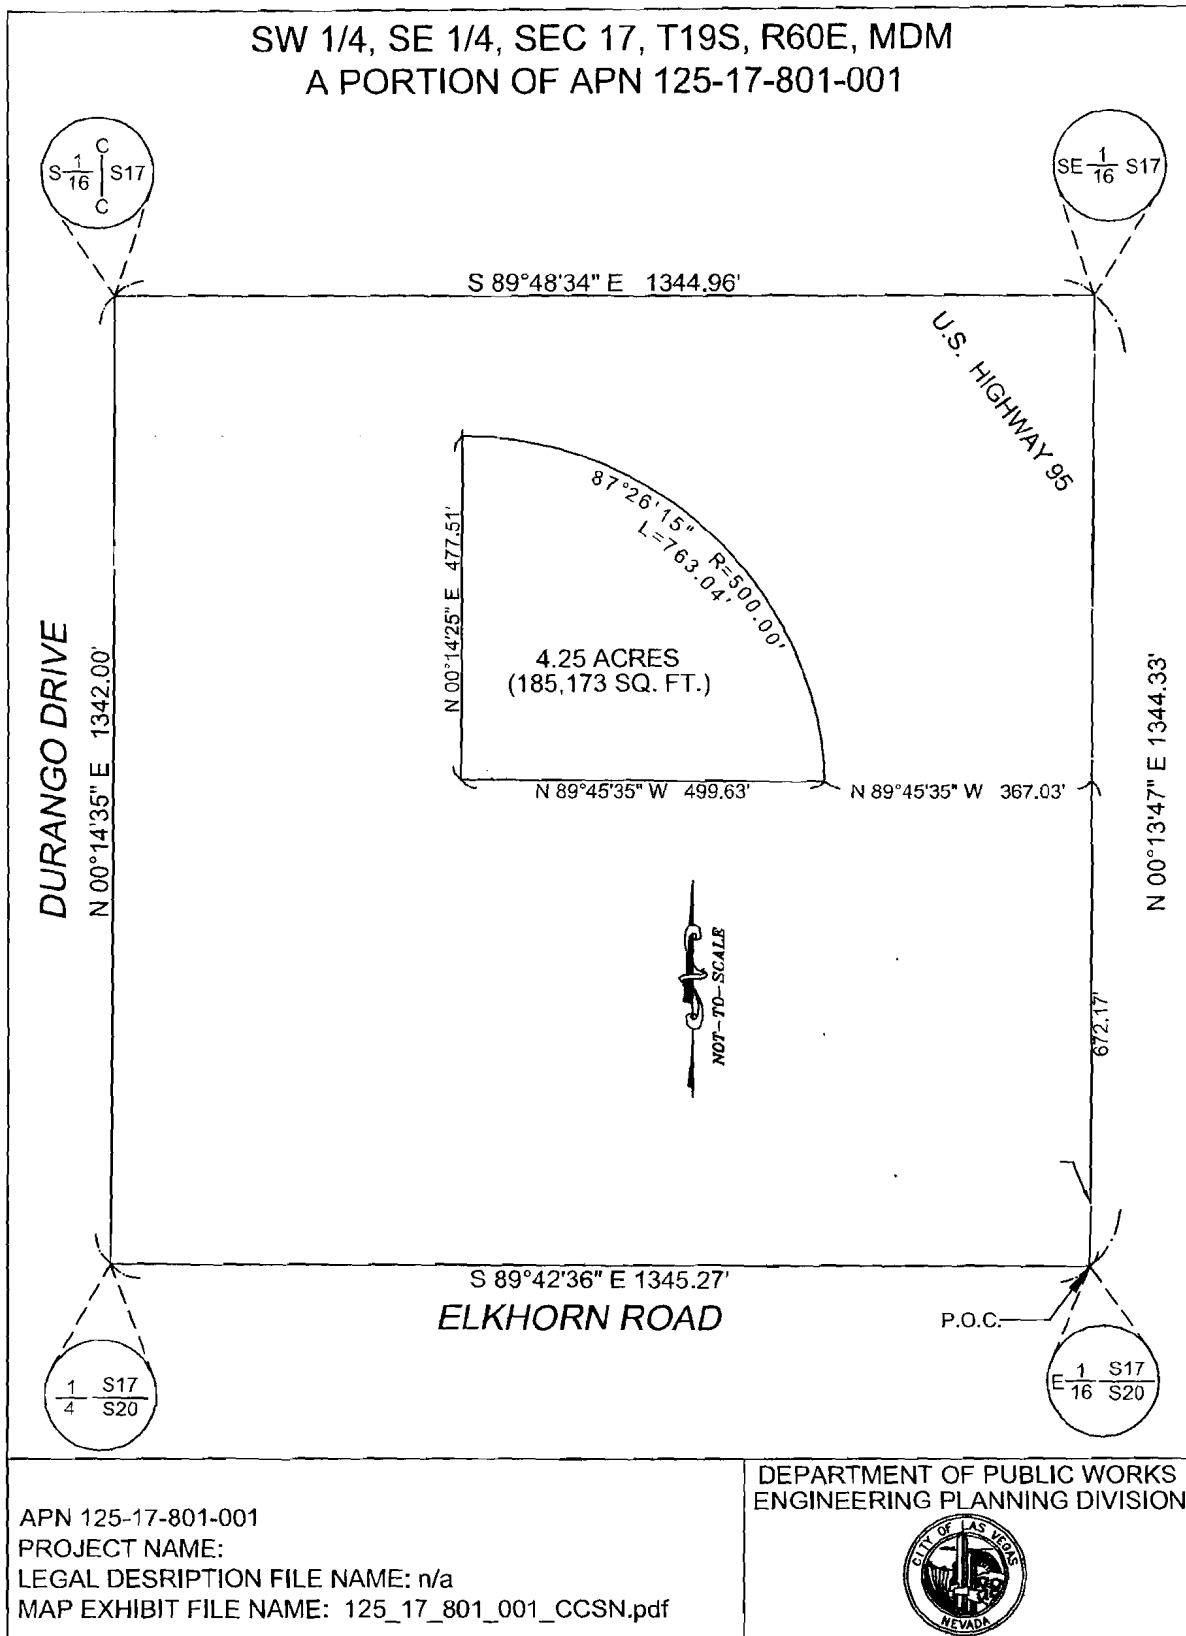 SW 1/4, SE 1/4, SEC 17, T19S, R60E, MDM
A PORTION OF APN 125-17-801-001
S 1/16 C C S17
SE 1/16 S17
S 89°48'34" E 1344.96'
U.S. HIGHWAY 95
87°26'15" R=500.00'
L=763.04'
N 00°14'25" E 477.51'
4.25 ACRES
(185,173 SQ. FT.)
DURANGO DRIVE
N 00°14'35" E 1342.00'
N 89°45'35" W 499.63'
N 89°45'35" W 367.03'
N 00°13'47" E 1344.33'
NOT-TO-SCALE
672.17'
S 89°42'36" E 1345.27'
ELKHORN ROAD
P.O.C.
1/4 S17/S20
E 1/16 S17/S20
DEPARTMENT OF PUBLIC WORKS
ENGINEERING PLANNING DIVISION
APN 125-17-801-001
PROJECT NAME:
LEGAL DESRIPTION FILE NAME: n/a
MAP EXHIBIT FILE NAME: 125_17_801_001_CCSN.pdf
CITY OF LAS VEGAS
NEVADA